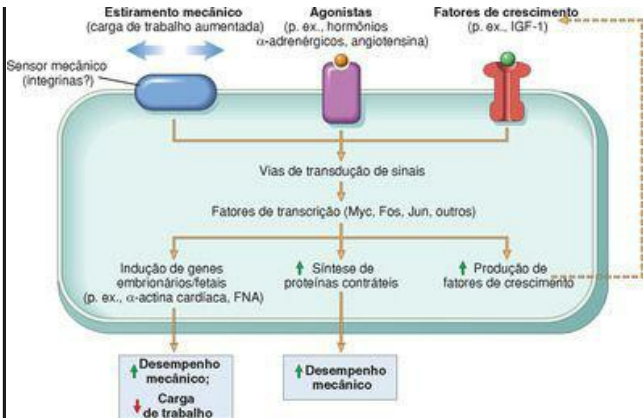 Estiramento mecânico
(carga de trabalho aumentada)
Agonistas
(p. ex., hormônios
α-adrenérgicos, angiotensina)
Fatores de crescimento
(p. ex., IGF-1)
Sensor mecânico
(integrinas?)
Vias de transdução de sinais
Fatores de transcrição (Myc, Fos, Jun, outros)
Indução de genes
embrionários/fetais
(p. ex., α-actina cardíaca, FNA)
Síntese de
proteínas contráteis
Produção de
fatores de crescimento
Desempenho
mecânico;
Carga
de trabalho
Desempenho
mecânico